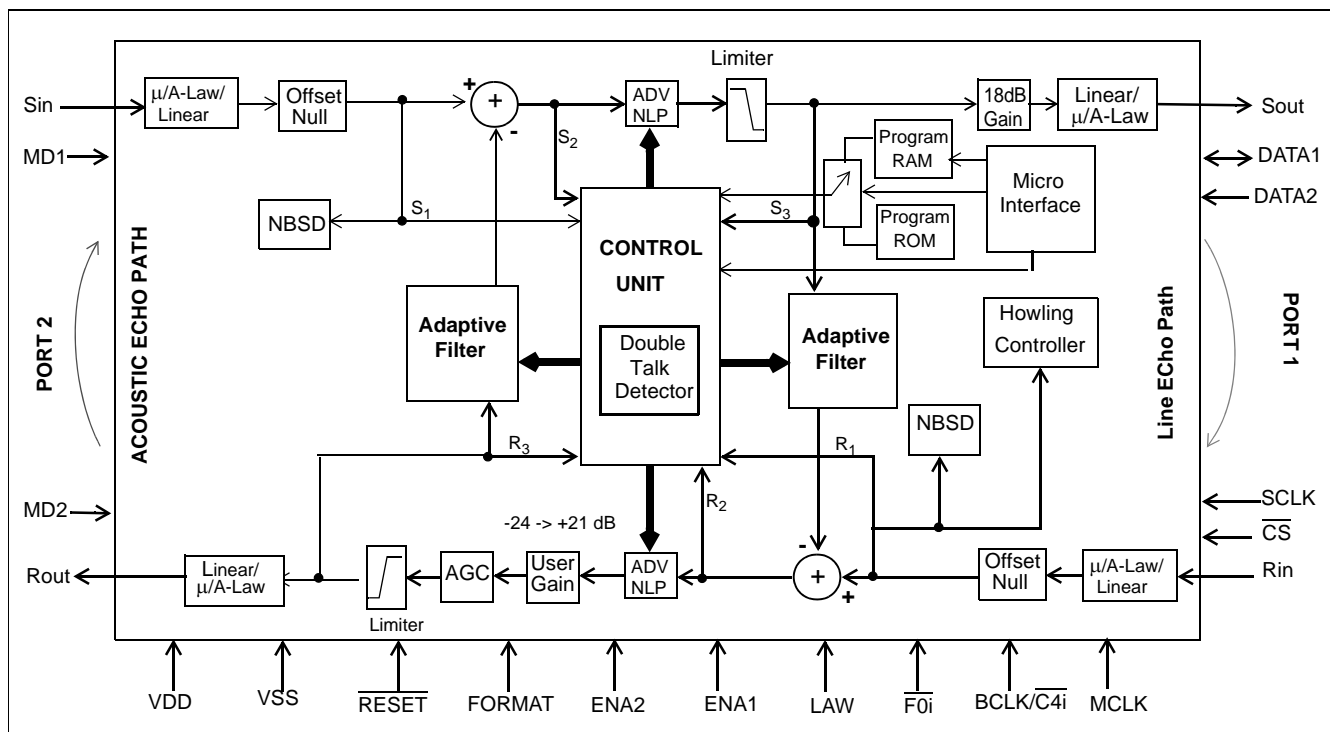 Limiter
Sin
μ/A-Law/
Linear
Offset
Null
+
+
-
ADV
NLP
18dB
Gain
Linear/
μ/A-Law
Sout
MD1
S2
Program
RAM
Micro
Interface
DATA1
DATA2
NBSD
S1
S3
Program
ROM
CONTROL
UNIT
PORT 2
ACOUSTIC ECHO PATH
Adaptive
Filter
Double
Talk
Detector
Adaptive
Filter
Howling
Controller
Line ECho Path
PORT 1
NBSD
R3
R1
R2
MD2
SCLK
CS
-24 -> +21 dB
Rout
Linear/
μ/A-Law
Limiter
AGC
User
Gain
ADV
NLP
-
+
+
Offset
Null
μ/A-Law/
Linear
Rin
VDD
VSS
RESET
FORMAT
ENA2
ENA1
LAW
F0i
BCLK/C4i
MCLK